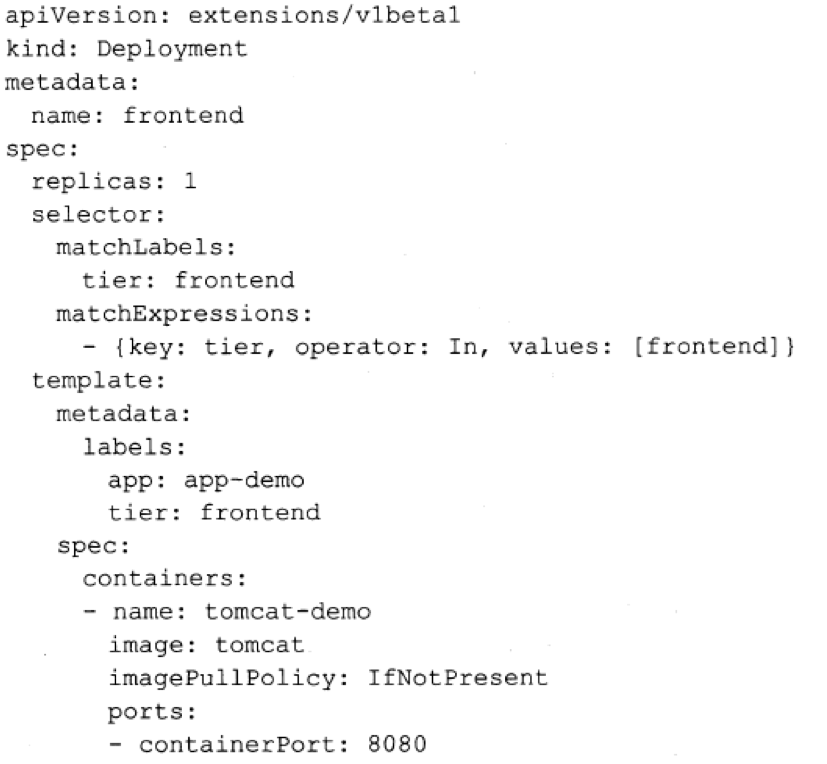 apiVersion: extensions/v1beta1
kind: Deployment
metadata:
  name: frontend
spec:
  replicas: 1
  selector:
    matchLabels:
      tier: frontend
    matchExpressions:
      - {key: tier, operator: In, values: [frontend]}
  template:
    metadata:
      labels:
        app: app-demo
        tier: frontend
    spec:
      containers:
      - name: tomcat-demo
        image: tomcat
        imagePullPolicy: IfNotPresent
        ports:
        - containerPort: 8080